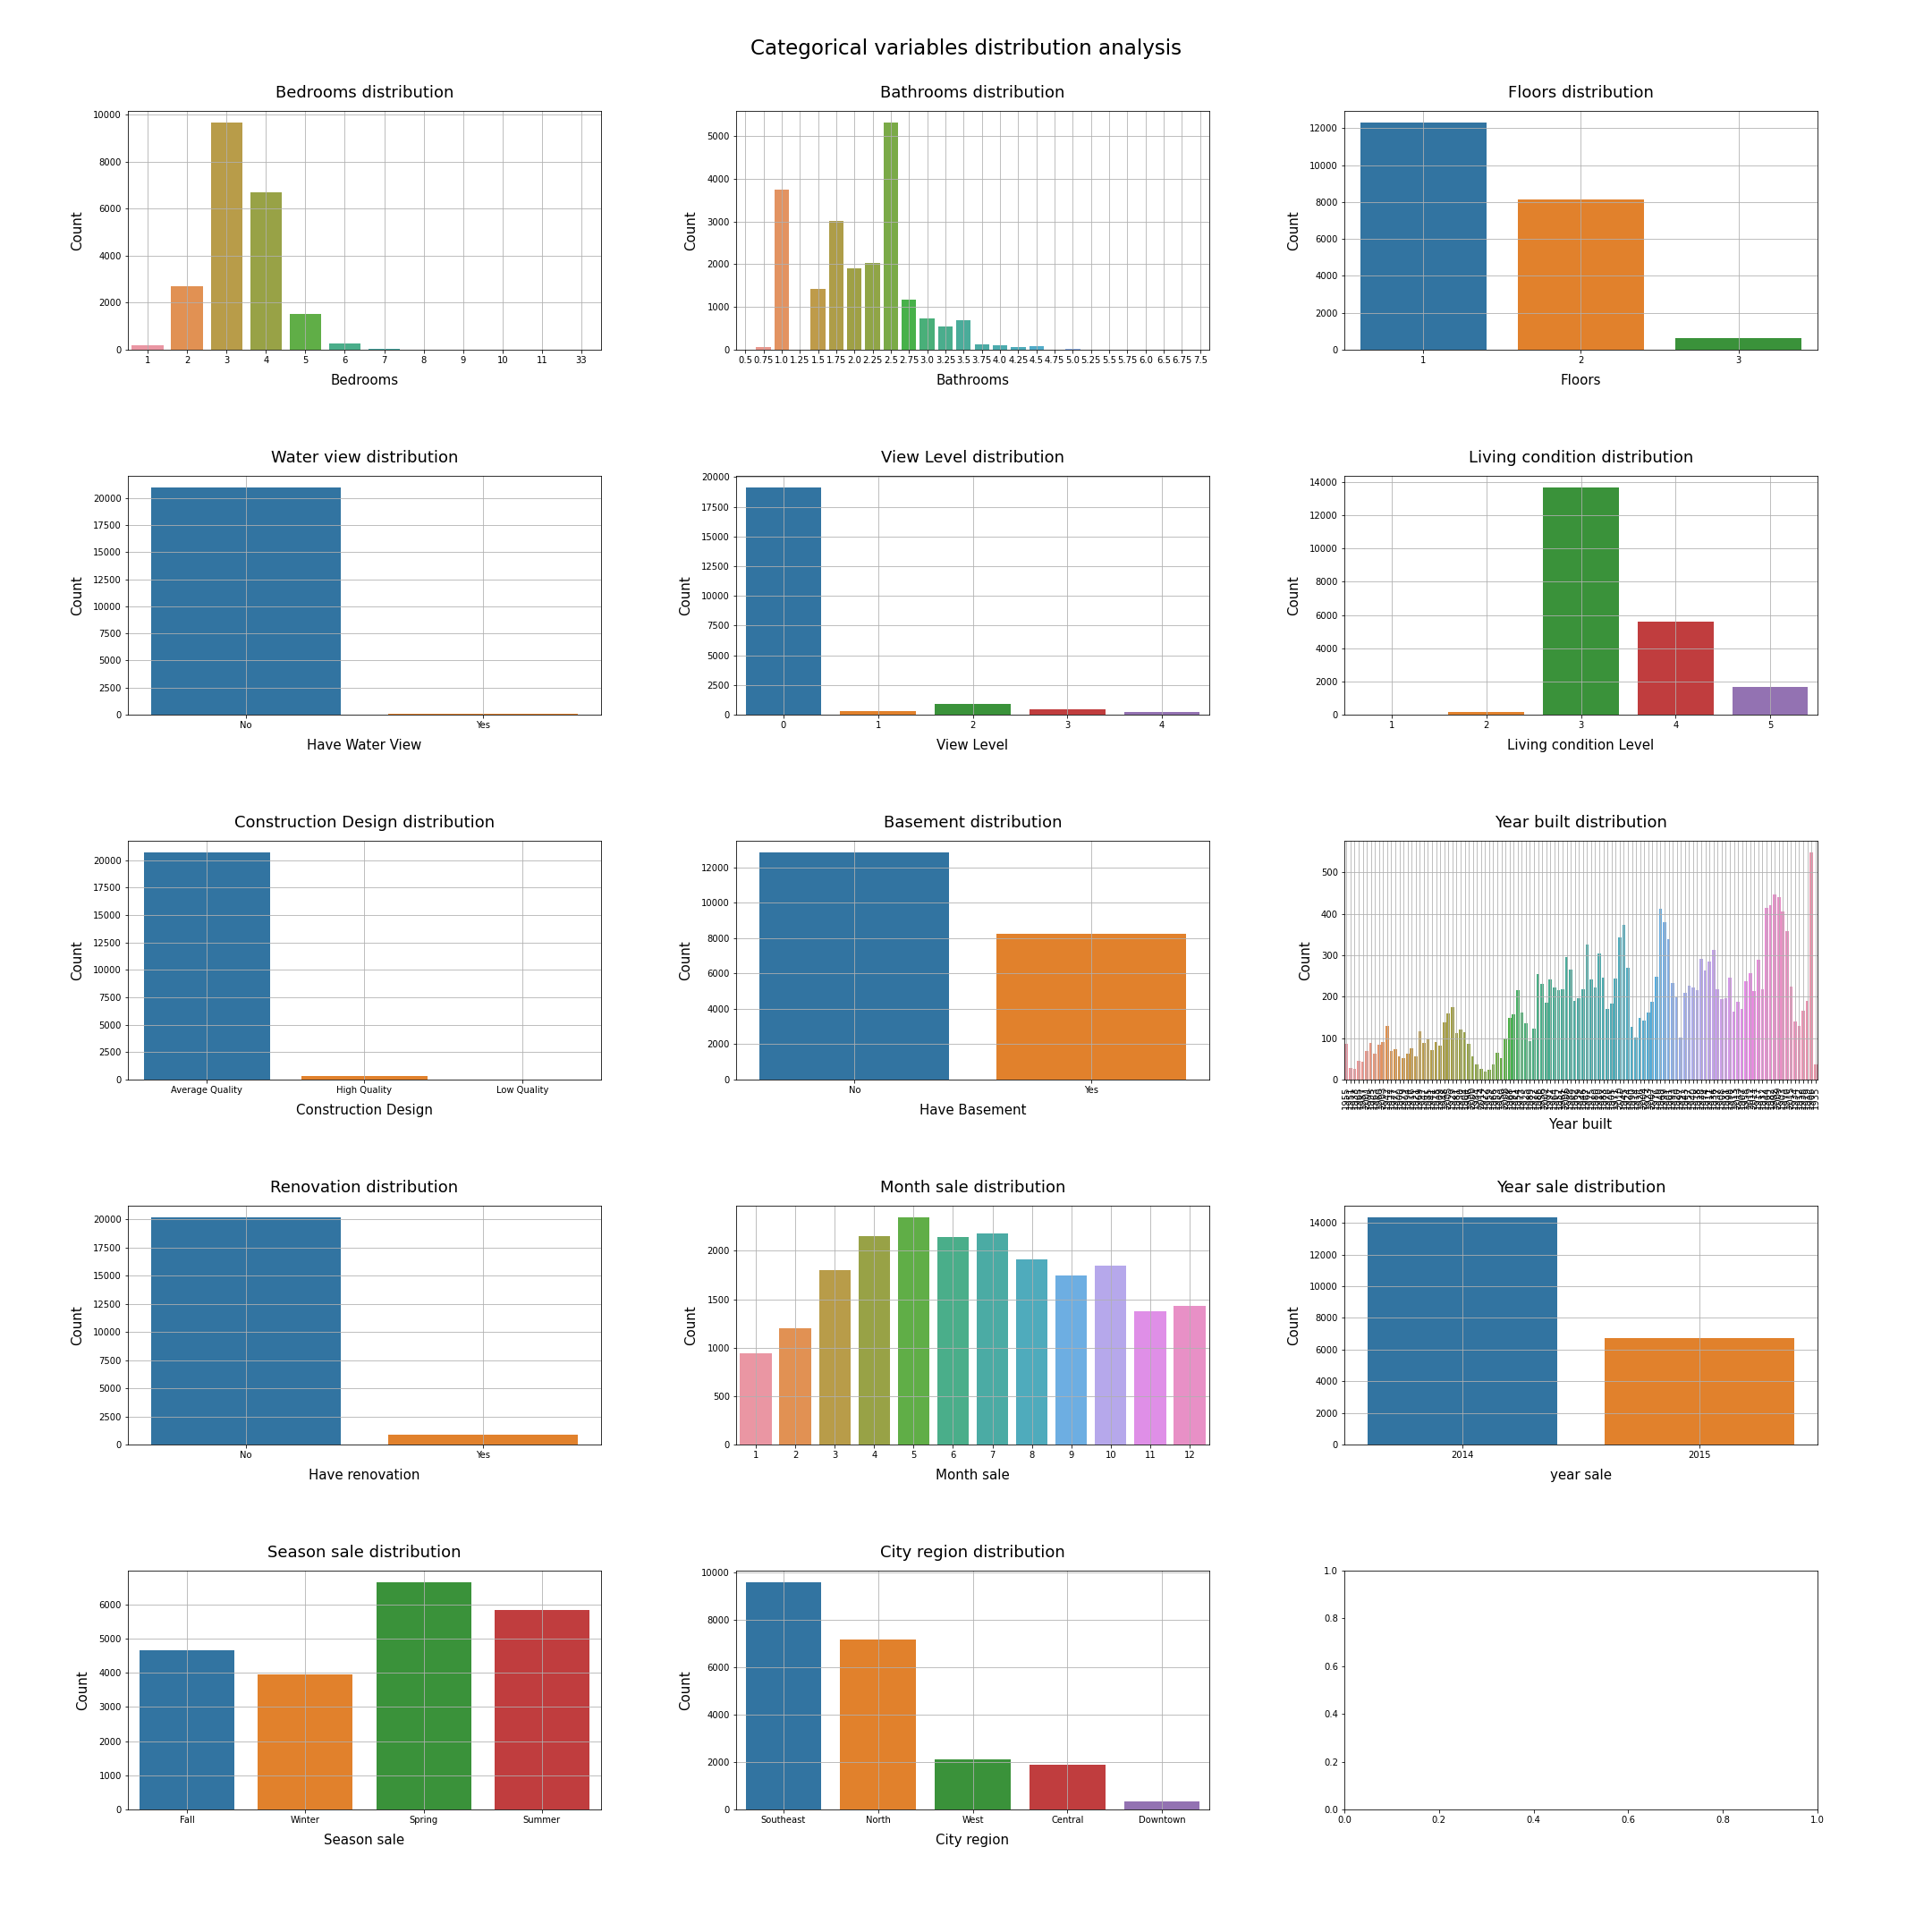 Categorical variables distribution analysis
Bedrooms distribution
Count
10000
8000
6000
4000
2000
0
1 2 3 4 5 6 7 8 9 10 11 33
Bedrooms
Bathrooms distribution
Count
5000
4000
3000
2000
1000
0
0.5 0.75 1.0 1.25 1.5 1.75 2.0 2.25 2.5 2.75 3.0 3.25 3.5 3.75 4.0 4.25 4.5 4.75 5.0 5.25 5.5 5.75 6.0 6.5 6.75 7.5
Bathrooms
Floors distribution
Count
12000
10000
8000
6000
4000
2000
0
1 2 3
Floors
Water view distribution
Count
20000
17500
15000
12500
10000
7500
5000
2500
0
No Yes
Have Water View
View Level distribution
Count
20000
17500
15000
12500
10000
7500
5000
2500
0
0 1 2 3 4
View Level
Living condition distribution
Count
14000
12000
10000
8000
6000
4000
2000
0
1 2 3 4 5
Living condition Level
Construction Design distribution
Count
20000
17500
15000
12500
10000
7500
5000
2500
0
Average Quality High Quality Low Quality
Construction Design
Basement distribution
Count
12000
10000
8000
6000
4000
2000
0
No Yes
Have Basement
Year built distribution
Count
500
400
300
200
100
0
Year built
Renovation distribution
Count
20000
17500
15000
12500
10000
7500
5000
2500
0
No Yes
Have renovation
Month sale distribution
Count
2000
1500
1000
500
0
1 2 3 4 5 6 7 8 9 10 11 12
Month sale
Year sale distribution
Count
14000
12000
10000
8000
6000
4000
2000
0
2014 2015
year sale
Season sale distribution
Count
6000
5000
4000
3000
2000
1000
0
Fall Winter Spring Summer
Season sale
City region distribution
Count
10000
8000
6000
4000
2000
0
Southeast North West Central Downtown
City region
1.0
0.8
0.6
0.4
0.2
0.0
0.0 0.2 0.4 0.6 0.8 1.0